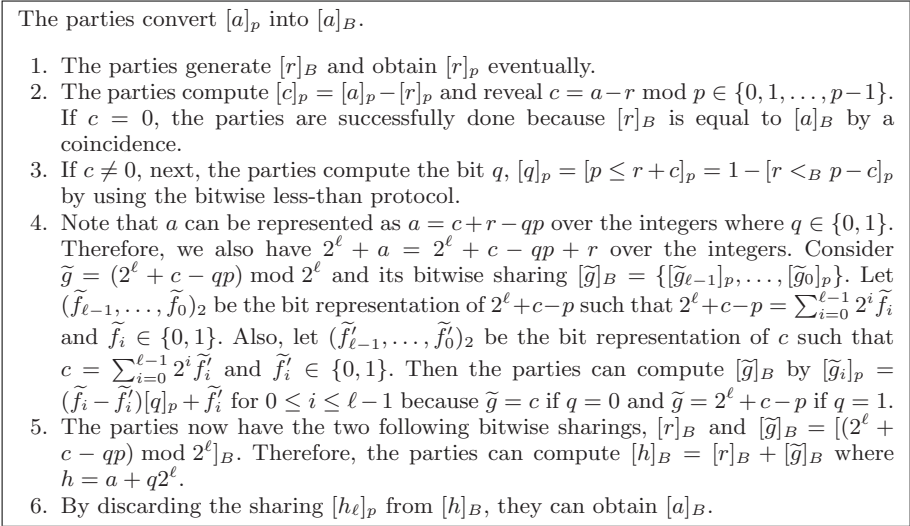 The parties convert [a]_p into [a]_B.
1. The parties generate [r]_B and obtain [r]_p eventually.
2. The parties compute [c]_p = [a]_p−[r]_p and reveal c = a−r mod p ∈ {0, 1, . . . , p−1}.
If c = 0, the parties are successfully done because [r]_B is equal to [a]_B by a
coincidence.
3. If c ≠ 0, next, the parties compute the bit q, [q]_p = [p ≤ r + c]_p = 1−[r <_B p−c]_p
by using the bitwise less-than protocol.
4. Note that a can be represented as a = c+r−qp over the integers where q ∈ {0, 1}.
Therefore, we also have 2^ℓ + a = 2^ℓ + c − qp + r over the integers. Consider
g̃ = (2^ℓ + c − qp) mod 2^ℓ and its bitwise sharing [g̃]_B = {[g̃_{ℓ−1}]_p, . . . , [g̃_0]_p}. Let
(f̃_{ℓ−1}, . . . , f̃_0)_2 be the bit representation of 2^ℓ+c−p such that 2^ℓ+c−p = ∑_{i=0}^{ℓ−1} 2^i f̃_i
and f̃_i ∈ {0, 1}. Also, let (f̃′_{ℓ−1}, . . . , f̃′_0)_2 be the bit representation of c such that
c = ∑_{i=0}^{ℓ−1} 2^i f̃′_i and f̃′_i ∈ {0, 1}. Then the parties can compute [g̃]_B by [g̃_i]_p =
(f̃_i − f̃′_i)[q]_p + f̃′_i for 0 ≤ i ≤ ℓ−1 because g̃ = c if q = 0 and g̃ = 2^ℓ + c−p if q = 1.
5. The parties now have the two following bitwise sharings, [r]_B and [g̃]_B = [(2^ℓ +
c − qp) mod 2^ℓ]_B. Therefore, the parties can compute [h]_B = [r]_B + [g̃]_B where
h = a + q2^ℓ.
6. By discarding the sharing [h_ℓ]_p from [h]_B, they can obtain [a]_B.